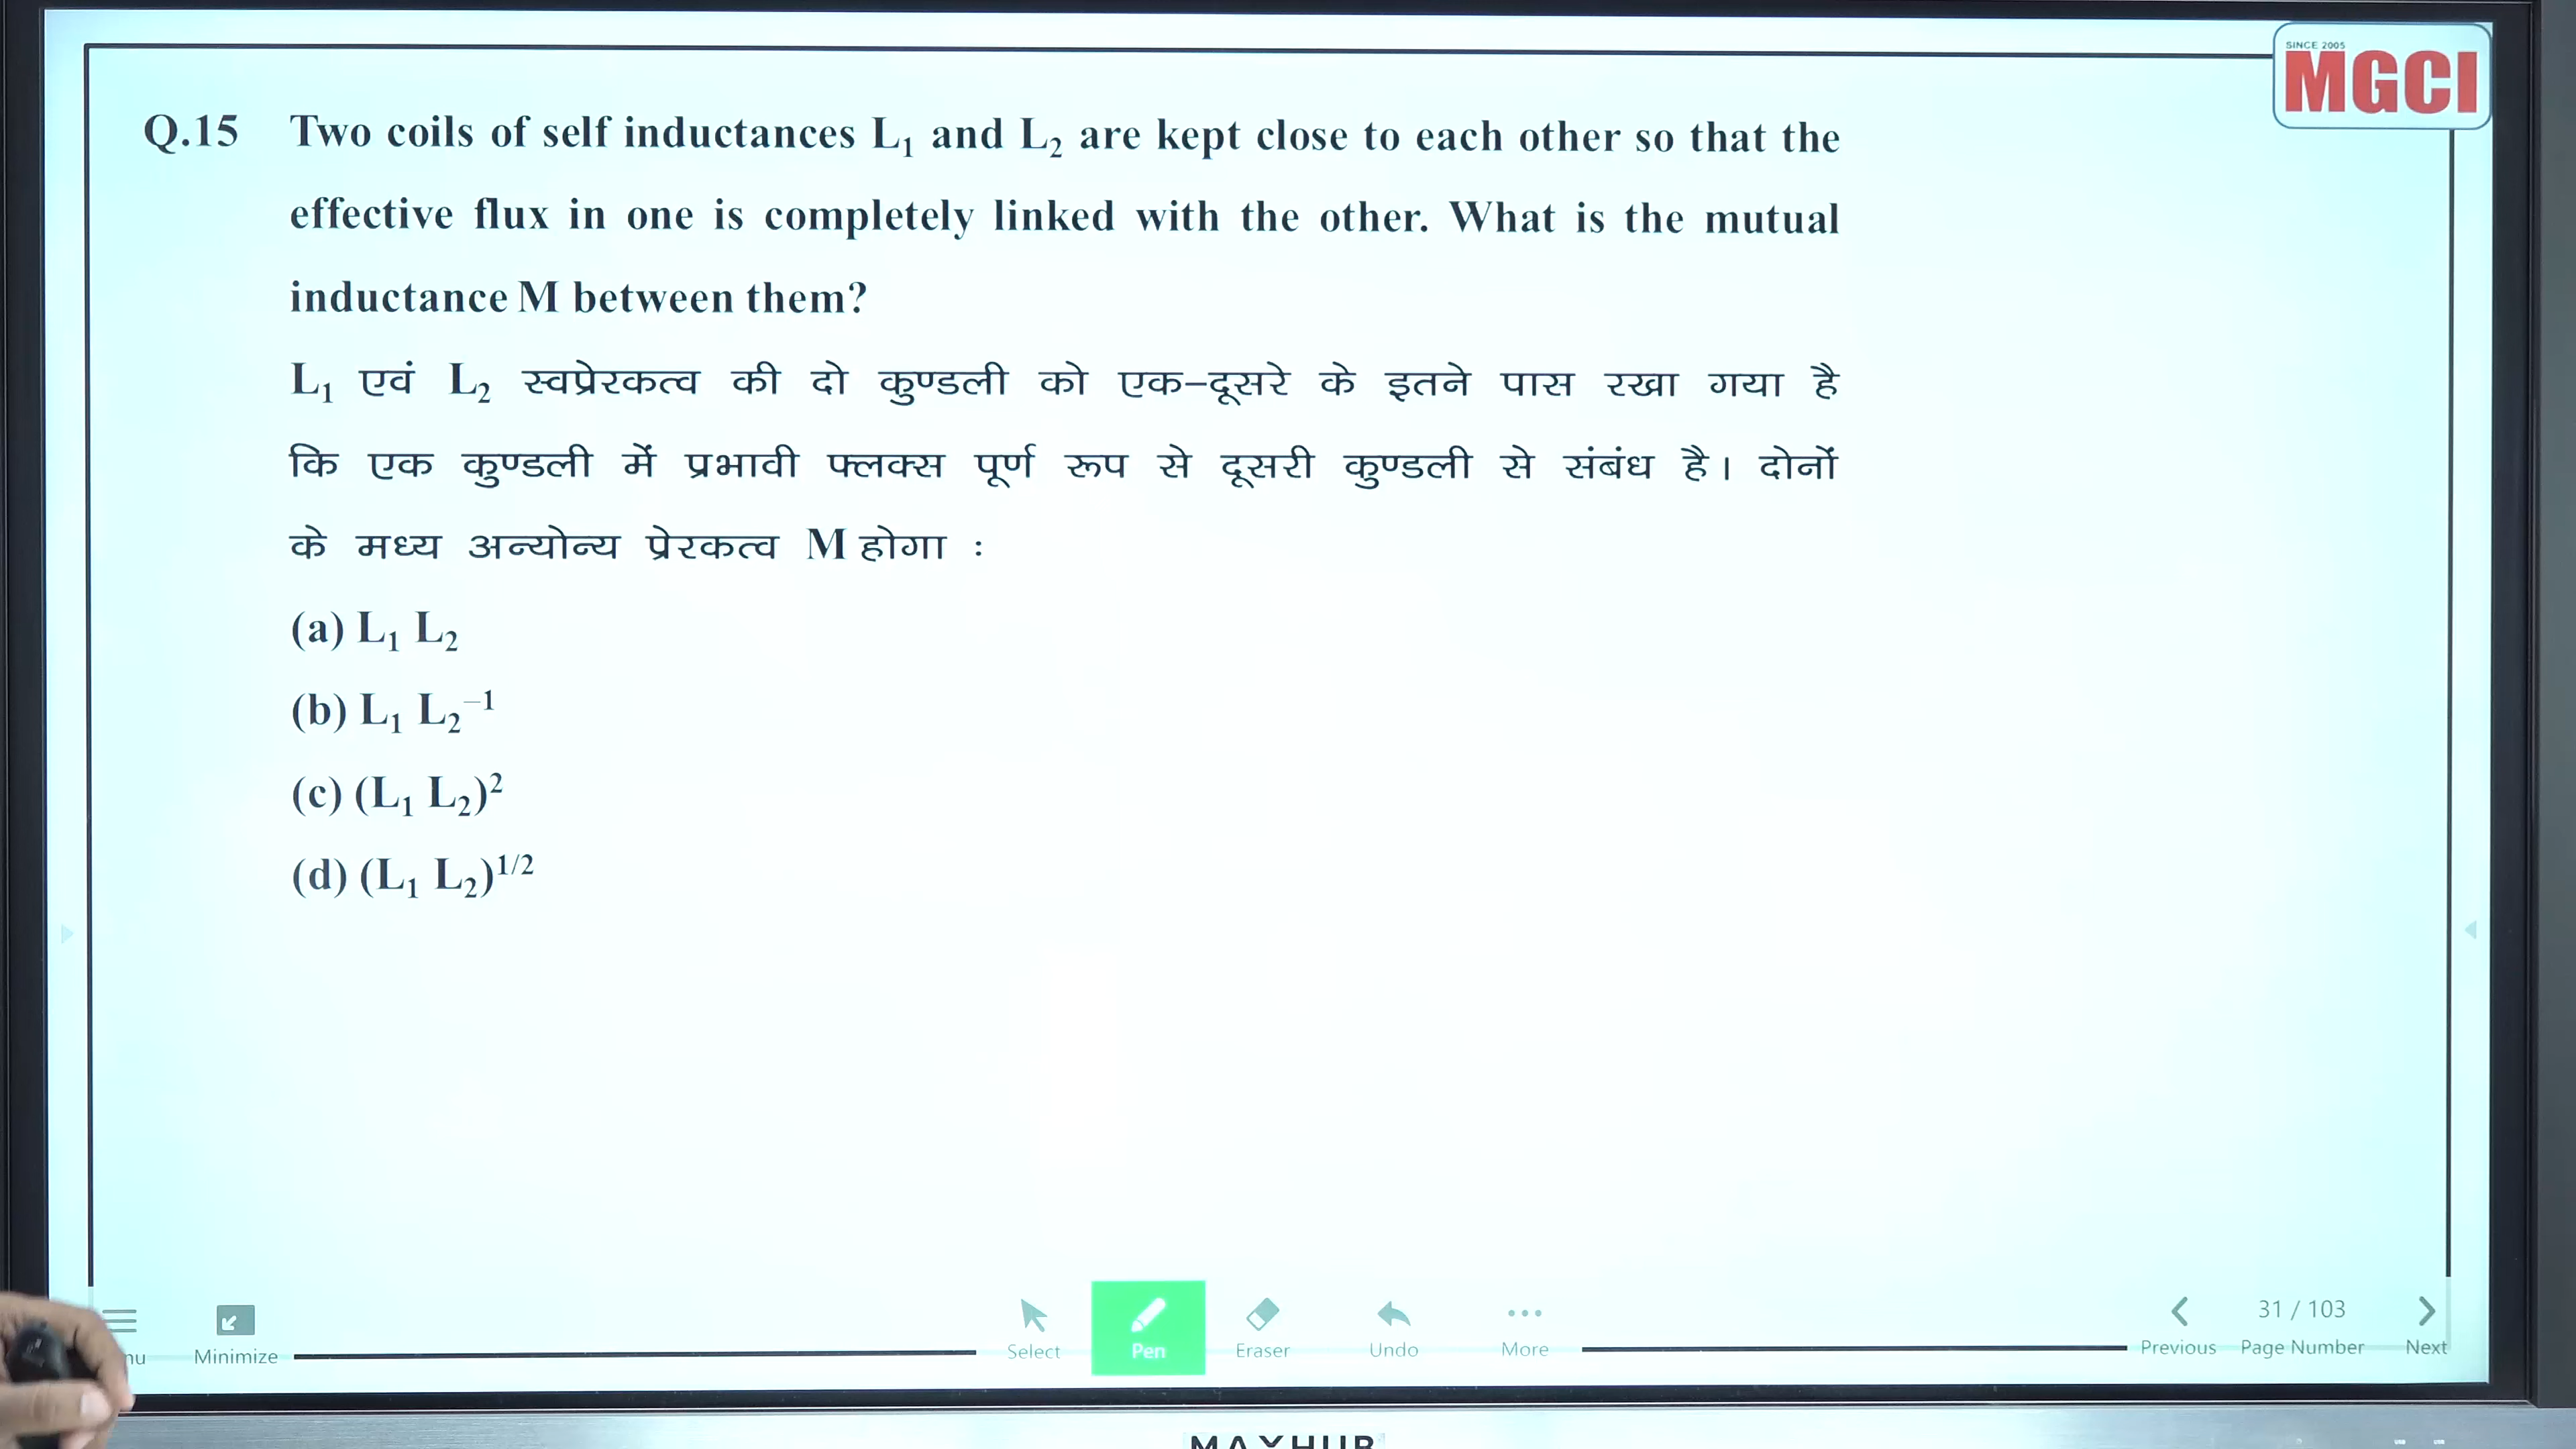 SINCE 2005
MGCI
Q.15 Two coils of self inductances L₁ and L₂ are kept close to each other so that the
effective flux in one is completely linked with the other. What is the mutual
inductance M between them?
L₁ एवं L₂ स्वप्रेरकत्व की दो कुण्डली को एक–दूसरे के इतने पास रखा गया है
कि एक कुण्डली में प्रभावी फ्लक्स पूर्ण रूप से दूसरी कुण्डली से संबंध है। दोनों
के मध्य अन्योन्य प्रेरकत्व M होगा :
(a) L₁ L₂
(b) L₁ L₂⁻¹
(c) (L₁ L₂)²
(d) (L₁ L₂)^1/2
Minimize Select Pen Eraser Undo More Previous 31 / 103 Page Number Next
MAXHUB